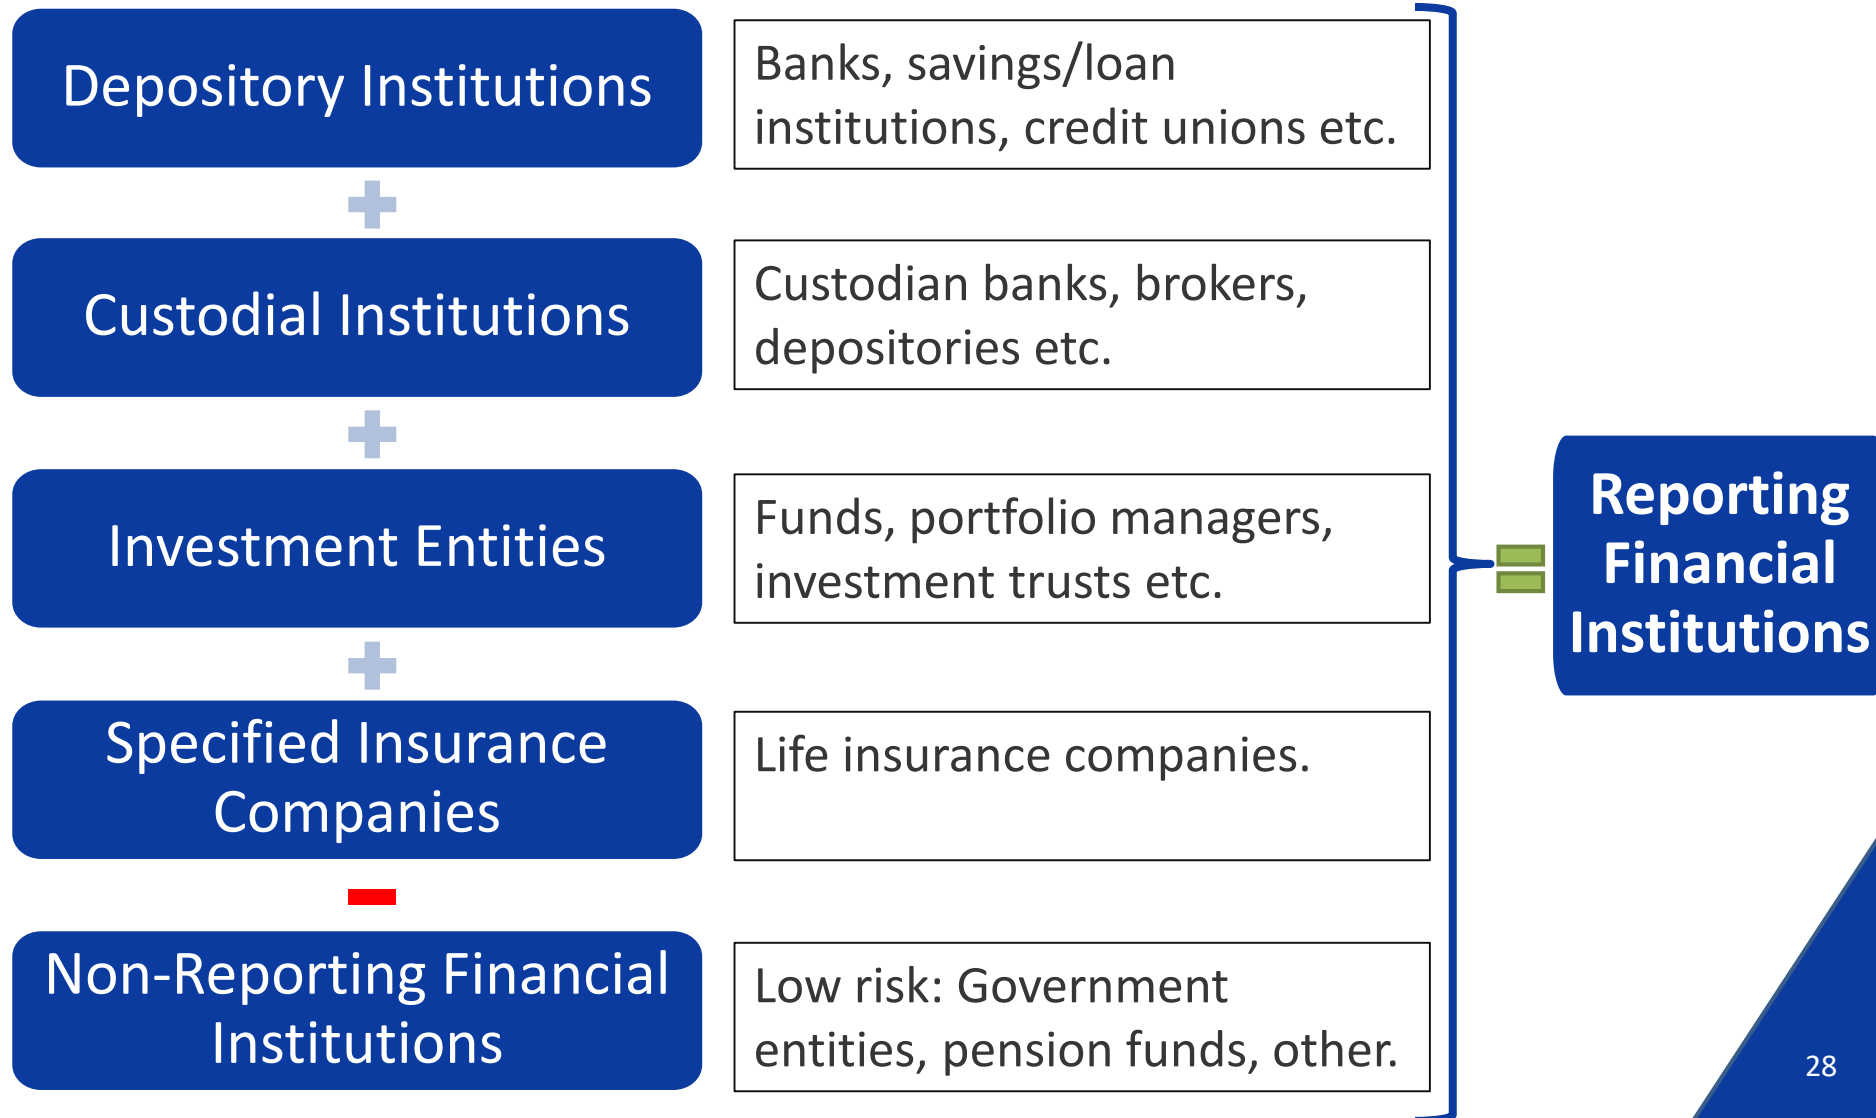 Depository Institutions
Banks, savings/loan
institutions, credit unions etc.
Custodial Institutions
Custodian banks, brokers,
depositories etc.
Investment Entities
Funds, portfolio managers,
investment trusts etc.
Specified Insurance
Companies
Life insurance companies.
Non-Reporting Financial
Institutions
Low risk: Government
entities, pension funds, other.
Reporting
Financial
Institutions
28